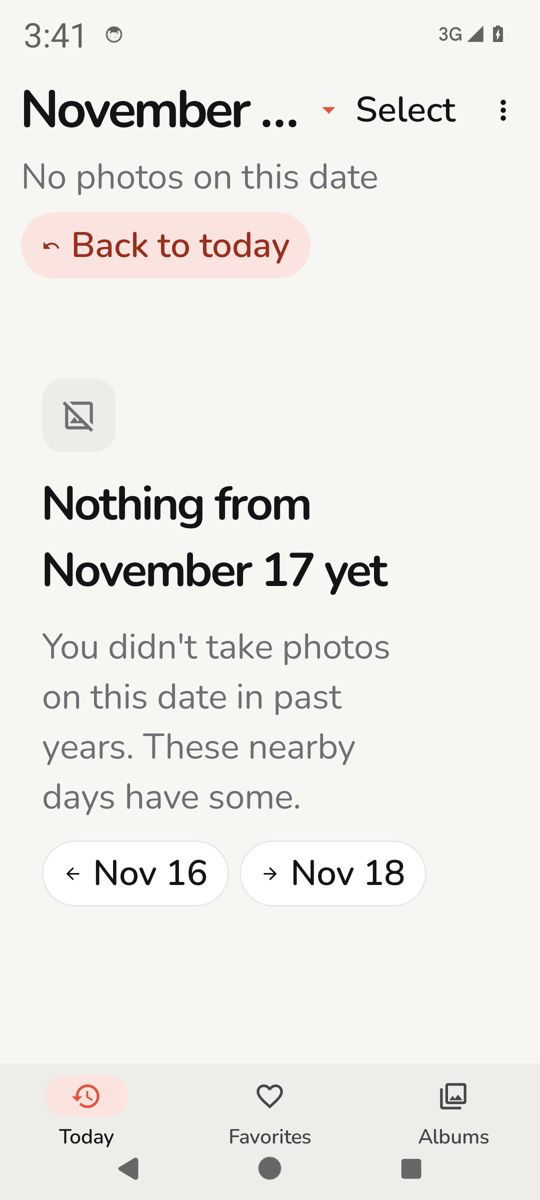 3:41
3G
November ...
Select
No photos on this date
Back to today
Nothing from
November 17 yet
You didn't take photos
on this date in past
years. These nearby
days have some.
← Nov 16
→ Nov 18
Today
Favorites
Albums